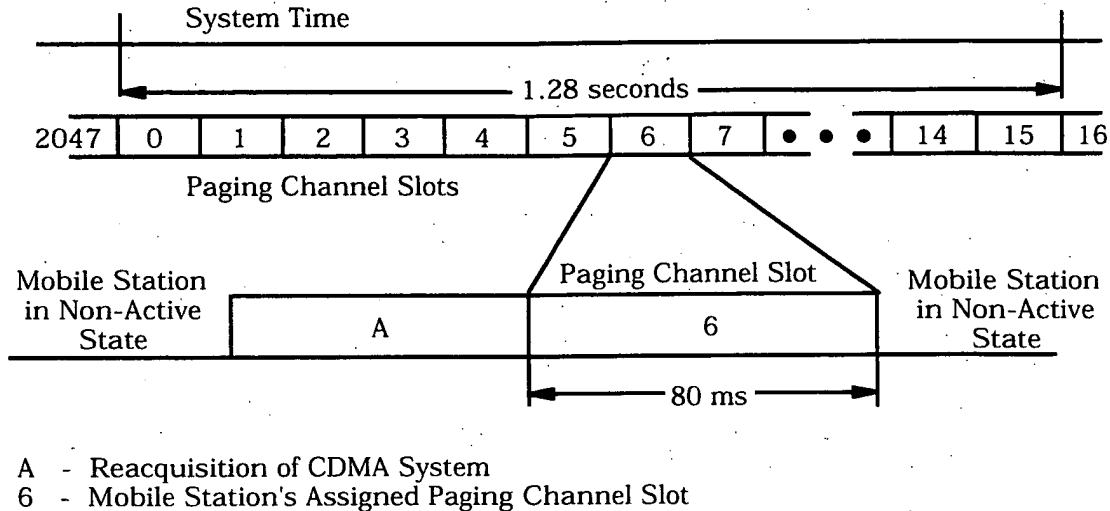 System Time
1.28 seconds
2047 0 1 2 3 4 5 6 7 • • • 14 15 16
Paging Channel Slots
Mobile Station
in Non-Active
State
Paging Channel Slot
Mobile Station
in Non-Active
State
A
6
80 ms
A - Reacquisition of CDMA System
6 - Mobile Station's Assigned Paging Channel Slot